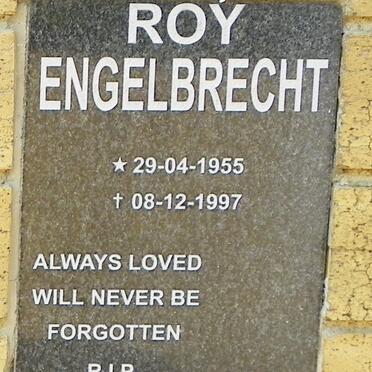 ROY
ENGELBRECHT
★ 29-04-1955
† 08-12-1997
ALWAYS LOVED
WILL NEVER BE
FORGOTTEN
R.I.P.